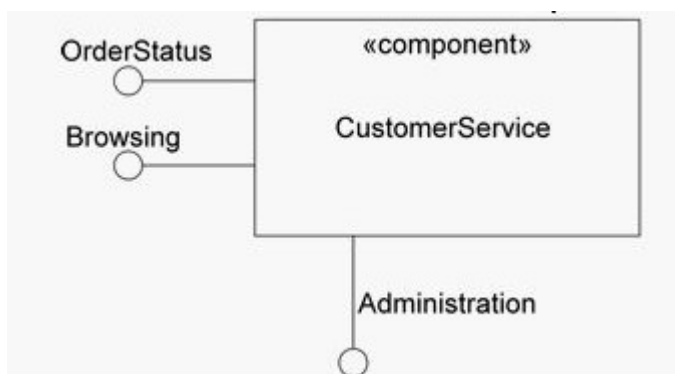 OrderStatus
«component»
Browsing
CustomerService
Administration